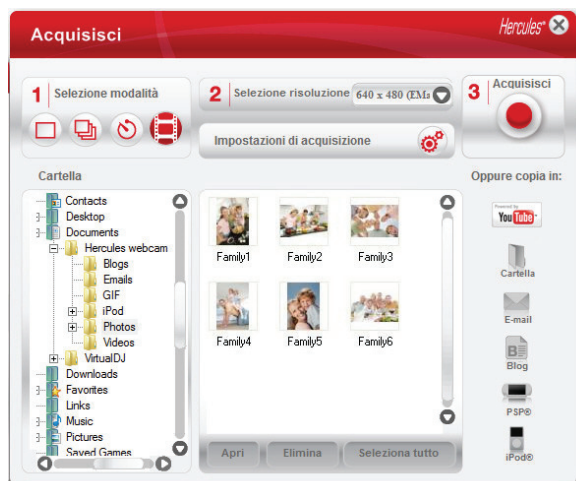 Acquisisci
Hercules®
1 Selezione modalità
2 Selezione risoluzione 640 x 480 (EMa
3 Acquisisci
Impostazioni di acquisizione
Cartella
Oppure copia in:
Contacts
Desktop
Documents
Hercules webcam
Blogs
Emails
GIF
iPod
Photos
Videos
VirtualDJ
Downloads
Favorites
Links
Music
Pictures
Saved Games
Family1 Family2 Family3
Family4 Family5 Family6
Apri Elimina Seleziona tutto
Powered by
YouTube
Cartella
E-mail
B
Blog
PSP®
iPod®